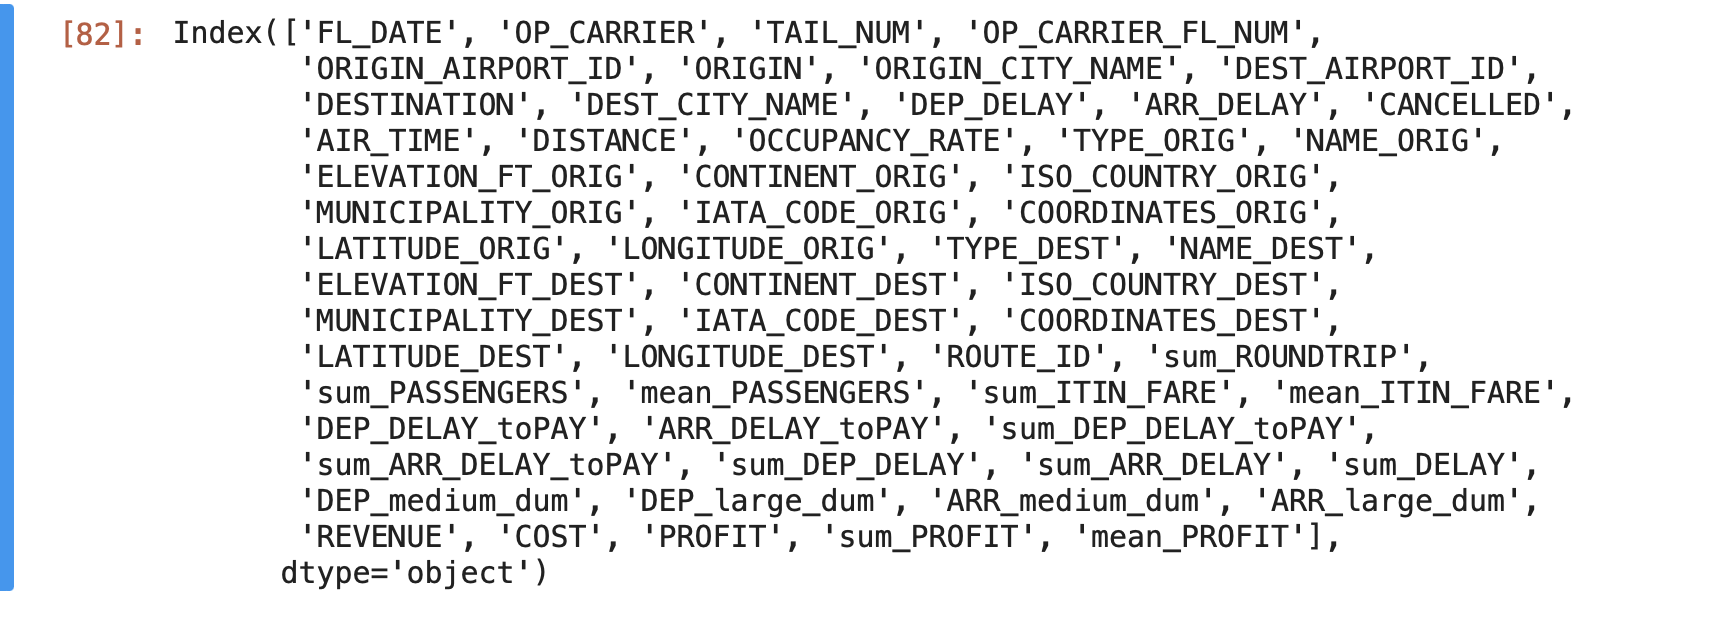 [82]: Index(['FL_DATE', 'OP_CARRIER', 'TAIL_NUM', 'OP_CARRIER_FL_NUM',
'ORIGIN_AIRPORT_ID', 'ORIGIN', 'ORIGIN_CITY_NAME', 'DEST_AIRPORT_ID',
'DESTINATION', 'DEST_CITY_NAME', 'DEP_DELAY', 'ARR_DELAY', 'CANCELLED',
'AIR_TIME', 'DISTANCE', 'OCCUPANCY_RATE', 'TYPE_ORIG', 'NAME_ORIG',
'ELEVATION_FT_ORIG', 'CONTINENT_ORIG', 'ISO_COUNTRY_ORIG',
'MUNICIPALITY_ORIG', 'IATA_CODE_ORIG', 'COORDINATES_ORIG',
'LATITUDE_ORIG', 'LONGITUDE_ORIG', 'TYPE_DEST', 'NAME_DEST',
'ELEVATION_FT_DEST', 'CONTINENT_DEST', 'ISO_COUNTRY_DEST',
'MUNICIPALITY_DEST', 'IATA_CODE_DEST', 'COORDINATES_DEST',
'LATITUDE_DEST', 'LONGITUDE_DEST', 'ROUTE_ID', 'sum_ROUNDTRIP',
'sum_PASSENGERS', 'mean_PASSENGERS', 'sum_ITIN_FARE', 'mean_ITIN_FARE',
'DEP_DELAY_toPAY', 'ARR_DELAY_toPAY', 'sum_DEP_DELAY_toPAY',
'sum_ARR_DELAY_toPAY', 'sum_DEP_DELAY', 'sum_ARR_DELAY', 'sum_DELAY',
'DEP_medium_dum', 'DEP_large_dum', 'ARR_medium_dum', 'ARR_large_dum',
'REVENUE', 'COST', 'PROFIT', 'sum_PROFIT', 'mean_PROFIT'],
dtype='object')